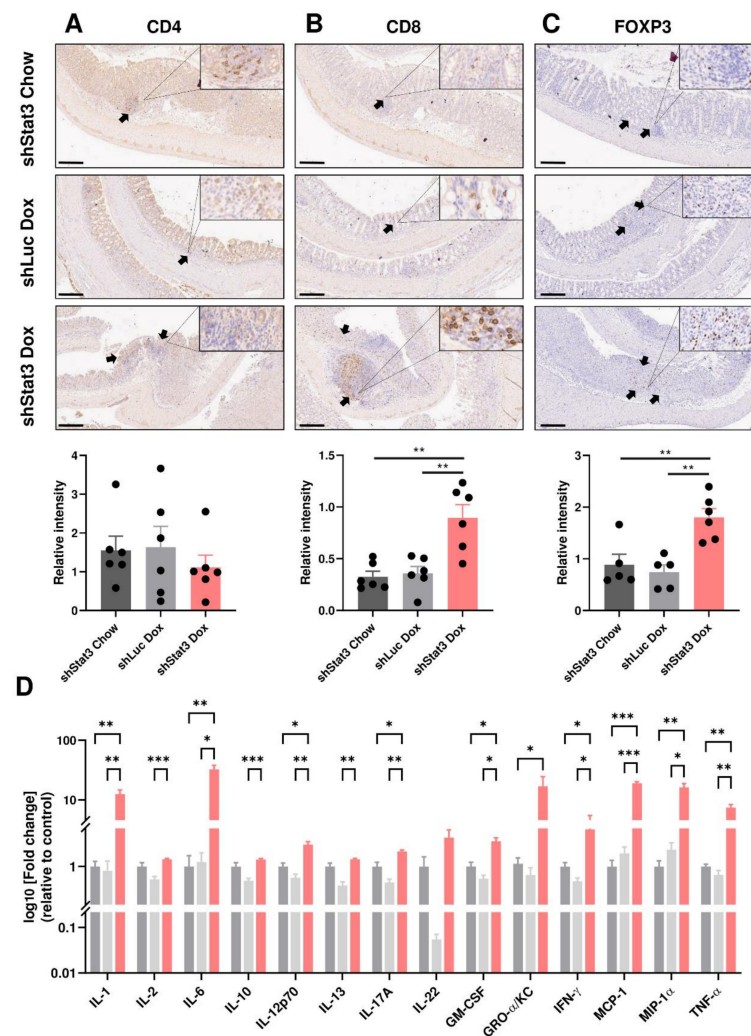 A B C
CD4 CD8 FOXP3
shStat3 Chow
shLuc Dox
shStat3 Dox
Relative intensity
4
3
2
1
0
shStat3 Chow
shLuc Dox
shStat3 Dox
Relative intensity
1.5
1.0
0.5
0.0
** 
**
shStat3 Chow
shLuc Dox
shStat3 Dox
Relative intensity
3
2
1
0
**
**
shStat3 Chow
shLuc Dox
shStat3 Dox
D
log10 [Fold change]
(relative to control)
100
10
1
0.1
0.01
** ** *** ** * *** * ** ** * ** * * * * * *** *** ** * ** **
IL-1
IL-2
IL-6
IL-10
IL-12p70
IL-13
IL-17A
IL-22
GM-CSF
GRO-α/KC
IFN-γ
MCP-1
MIP-1α
TNF-α